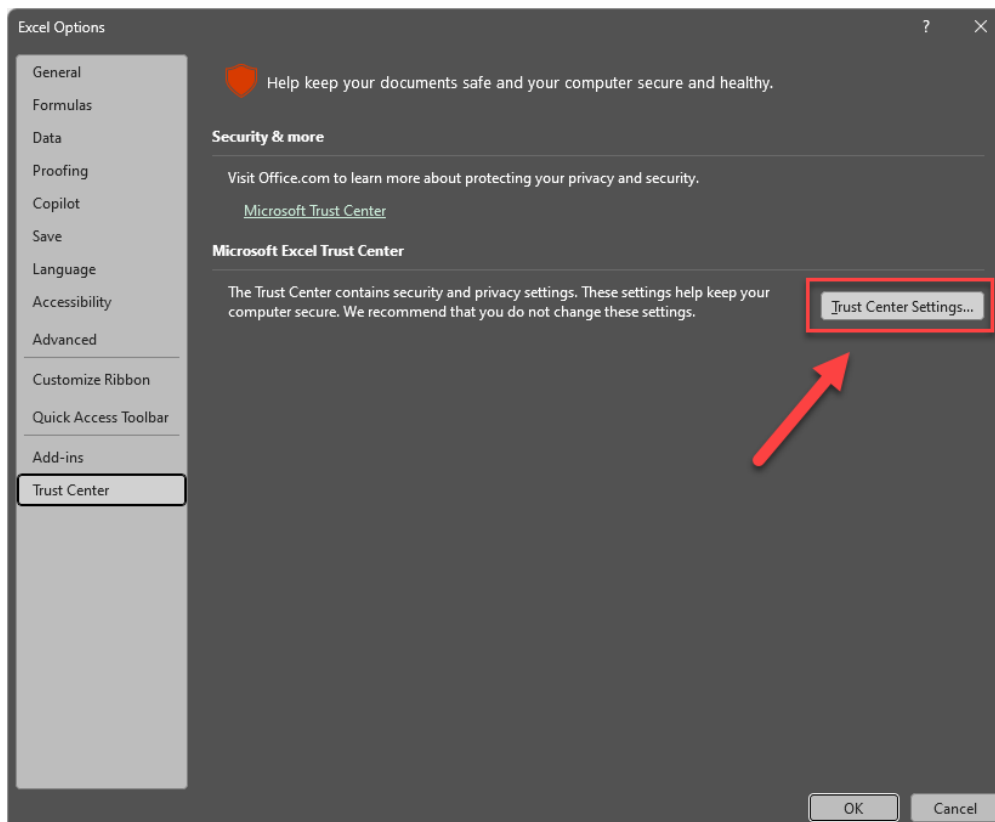 Excel Options
?
General
Formulas
Data
Proofing
Copilot
Save
Language
Accessibility
Advanced
Customize Ribbon
Quick Access Toolbar
Add-ins
Trust Center
Help keep your documents safe and your computer secure and healthy.
Security & more
Visit Office.com to learn more about protecting your privacy and security.
Microsoft Trust Center
Microsoft Excel Trust Center
The Trust Center contains security and privacy settings. These settings help keep your
computer secure. We recommend that you do not change these settings.
Trust Center Settings...
OK
Cancel